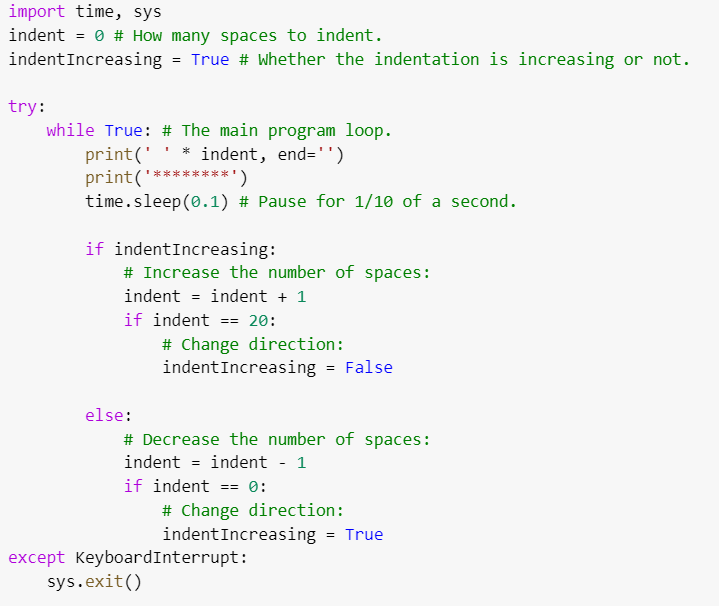 import time, sys
indent = 0 # How many spaces to indent.
indentIncreasing = True # Whether the indentation is increasing or not.

try:
    while True: # The main program loop.
        print(' ' * indent, end='')
        print('********')
        time.sleep(0.1) # Pause for 1/10 of a second.

        if indentIncreasing:
            # Increase the number of spaces:
            indent = indent + 1
            if indent == 20:
                # Change direction:
                indentIncreasing = False

        else:
            # Decrease the number of spaces:
            indent = indent - 1
            if indent == 0:
                # Change direction:
                indentIncreasing = True
except KeyboardInterrupt:
    sys.exit()